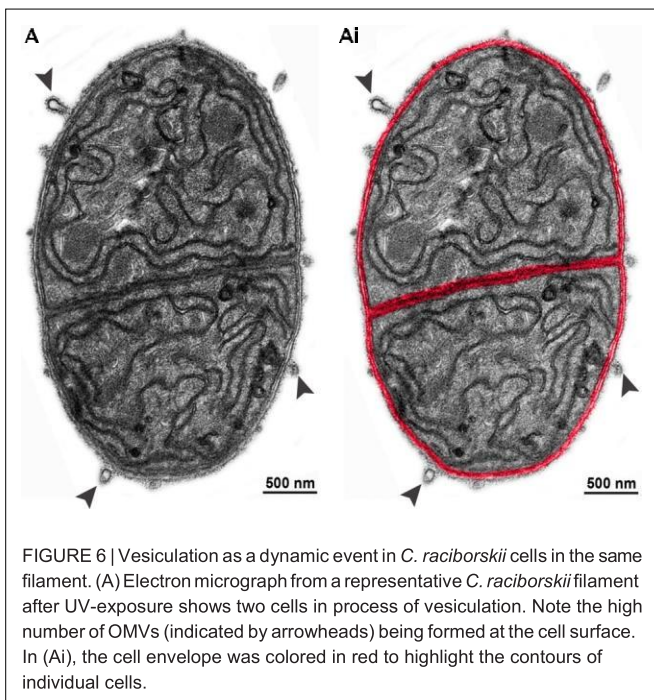 A
Ai
500 nm
500 nm
FIGURE 6 | Vesiculation as a dynamic event in C. raciborskii cells in the same
filament. (A) Electron micrograph from a representative C. raciborskii filament
after UV-exposure shows two cells in process of vesiculation. Note the high
number of OMVs (indicated by arrowheads) being formed at the cell surface.
In (Ai), the cell envelope was colored in red to highlight the contours of
individual cells.